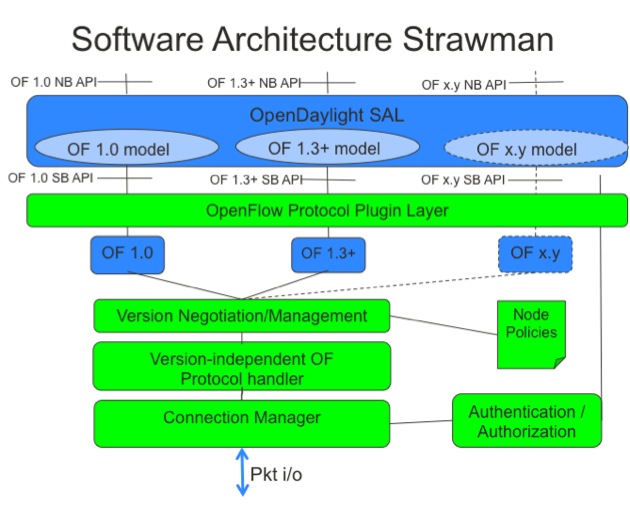 Software Architecture Strawman
OF 1.0 NB API
OF 1.3+ NB API
OF x.y NB API
OpenDaylight SAL
OF 1.0 model
OF 1.3+ model
OF x.y model
OF 1.0 SB API
OF 1.3+ SB API
OF x.y SB API
OpenFlow Protocol Plugin Layer
OF 1.0
OF 1.3+
OF x.y
Version Negotiation/Management
Node
Policies
Version-independent OF
Protocol handler
Connection Manager
Authentication /
Authorization
Pkt i/o